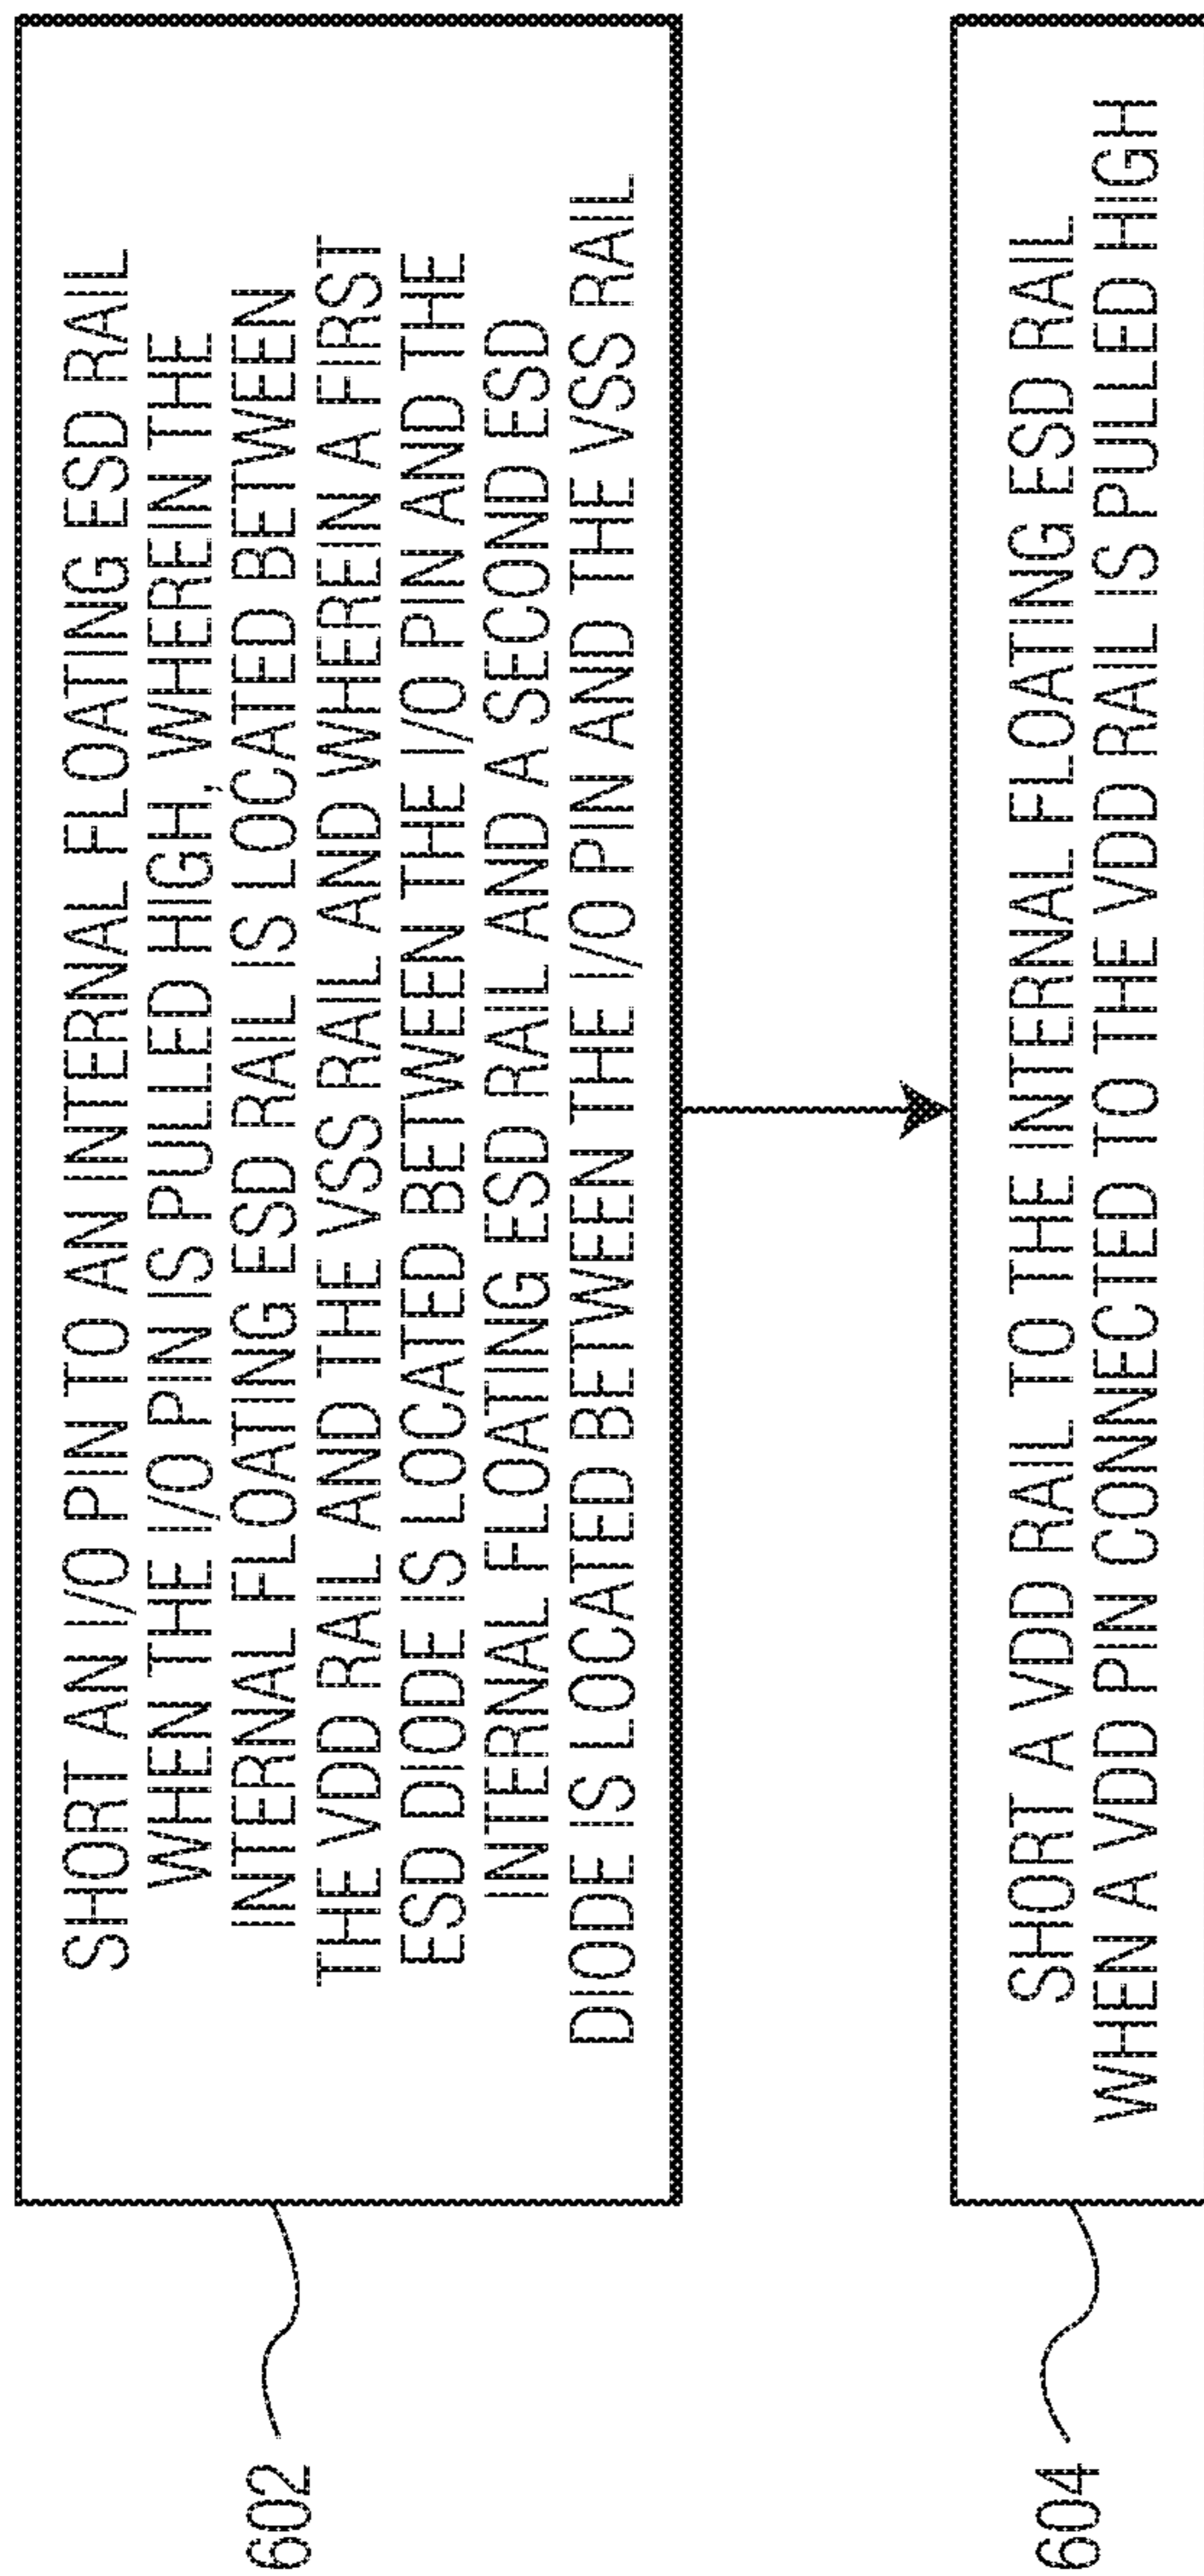 SHORT AN I/O PIN TO AN INTERNAL FLOATING ESD RAIL
WHEN THE I/O PIN IS PULLED HIGH, WHEREIN THE
INTERNAL FLOATING ESD RAIL IS LOCATED BETWEEN
THE VDD RAIL AND THE VSS RAIL AND WHEREIN A FIRST
ESD DIODE IS LOCATED BETWEEN THE I/O PIN AND THE
INTERNAL FLOATING ESD RAIL AND A SECOND ESD
DIODE IS LOCATED BETWEEN THE I/O PIN AND THE VSS RAIL
602
SHORT A VDD RAIL TO THE INTERNAL FLOATING ESD RAIL
WHEN A VDD PIN CONNECTED TO THE VDD RAIL IS PULLED HIGH
604